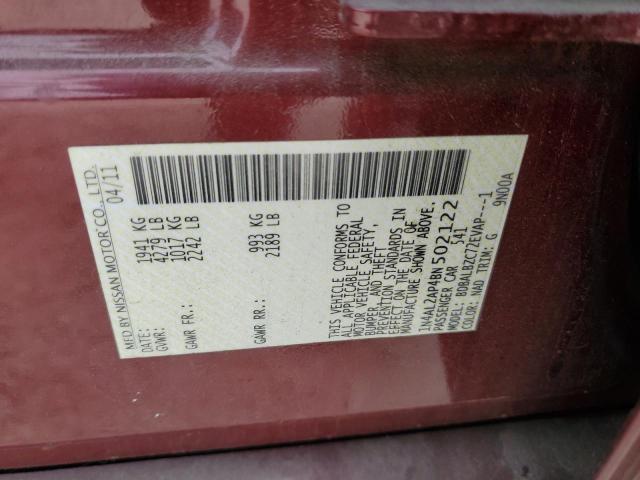 MFD BY NISSAN MOTOR CO., LTD.
DATE: 04/11
GVWR: 1941 KG
4279 LB
GAWR FR.: 1017 KG
2242 LB
GAWR RR.: 993 KG
2189 LB
THIS VEHICLE CONFORMS TO
ALL APPLICABLE FEDERAL
MOTOR VEHICLE SAFETY,
BUMPER, AND THEFT
PREVENTION STANDARDS IN
EFFECT ON THE DATE OF
MANUFACTURE SHOWN ABOVE.
1N4AL2AP4BN502122
PASSENGER CAR 541
MODEL: BDBALBZC72EVAP---1
COLOR: NAD TRIM: G 9N00A